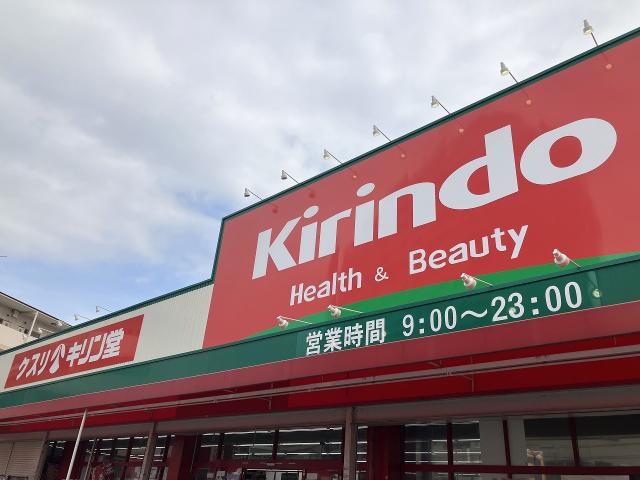 Kirindo
Health & Beauty
営業時間 9:00～23:00
クスリ キリン堂